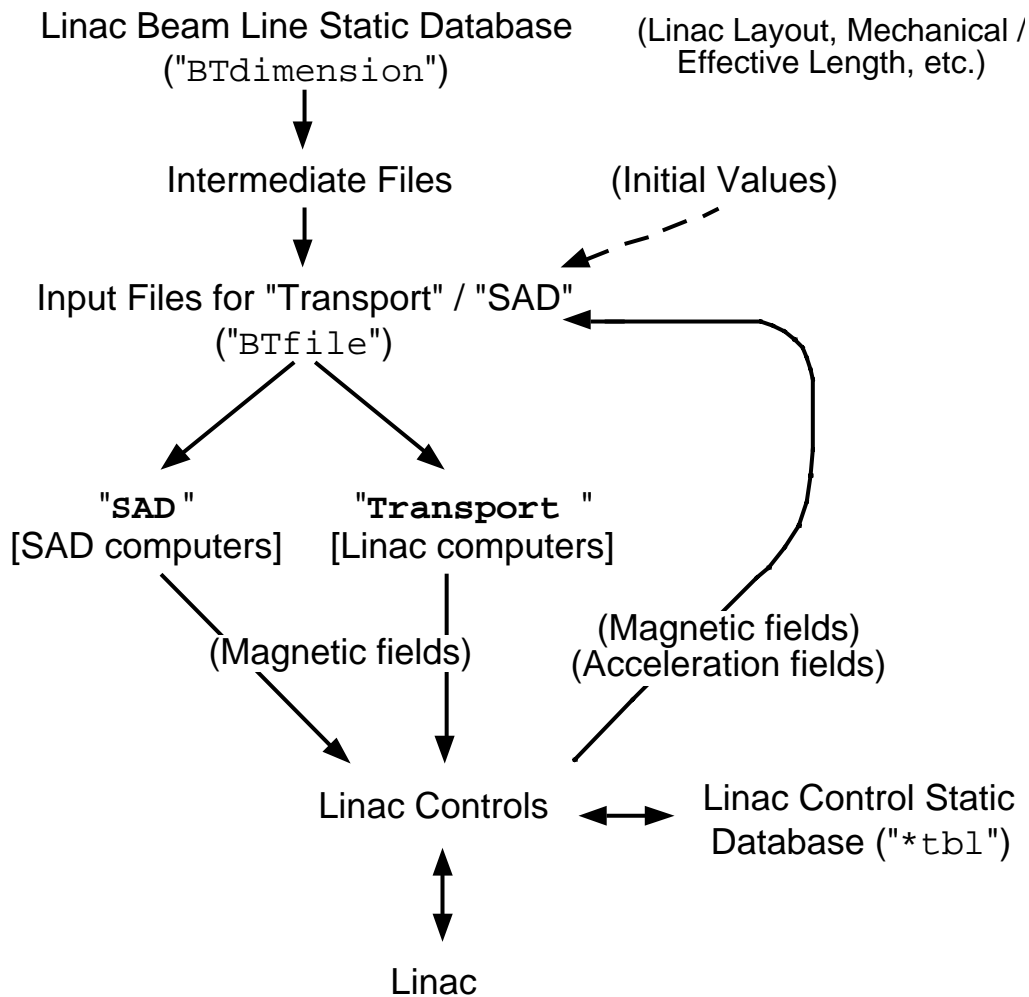 Linac Beam Line Static Database
("BTdimension")
(Linac Layout, Mechanical /
Effective Length, etc.)
Intermediate Files
(Initial Values)
Input Files for "Transport" / "SAD"
("BTfile")
"SAD"
[SAD computers]
"Transport "
[Linac computers]
(Magnetic fields)
(Magnetic fields)
(Acceleration fields)
Linac Controls
Linac Control Static
Database ("*tbl")
Linac